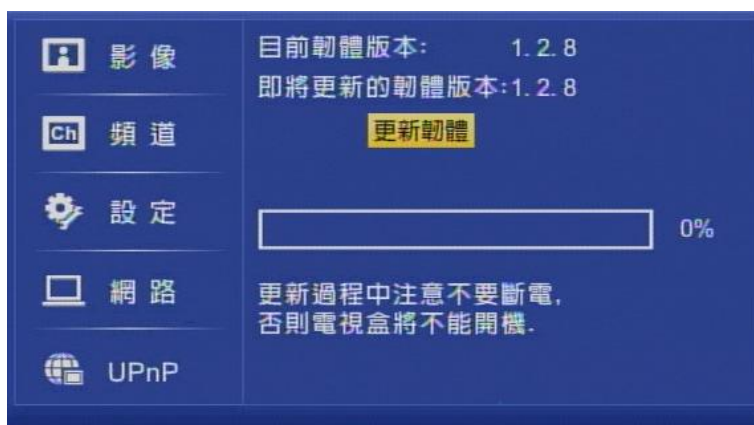 影像
Ch 頻道
設定
網路
UPnP
目前韌體版本: 1.2.8
即將更新的韌體版本:1.2.8
更新韌體
0%
更新過程中注意不要斷電,
否則電視盒將不能開機.